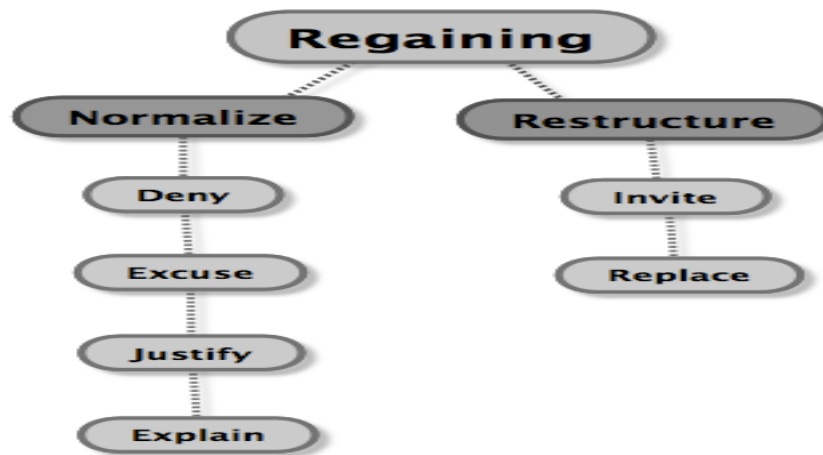 Regaining
Normalize
Restructure
Deny
Invite
Excuse
Replace
Justify
Explain